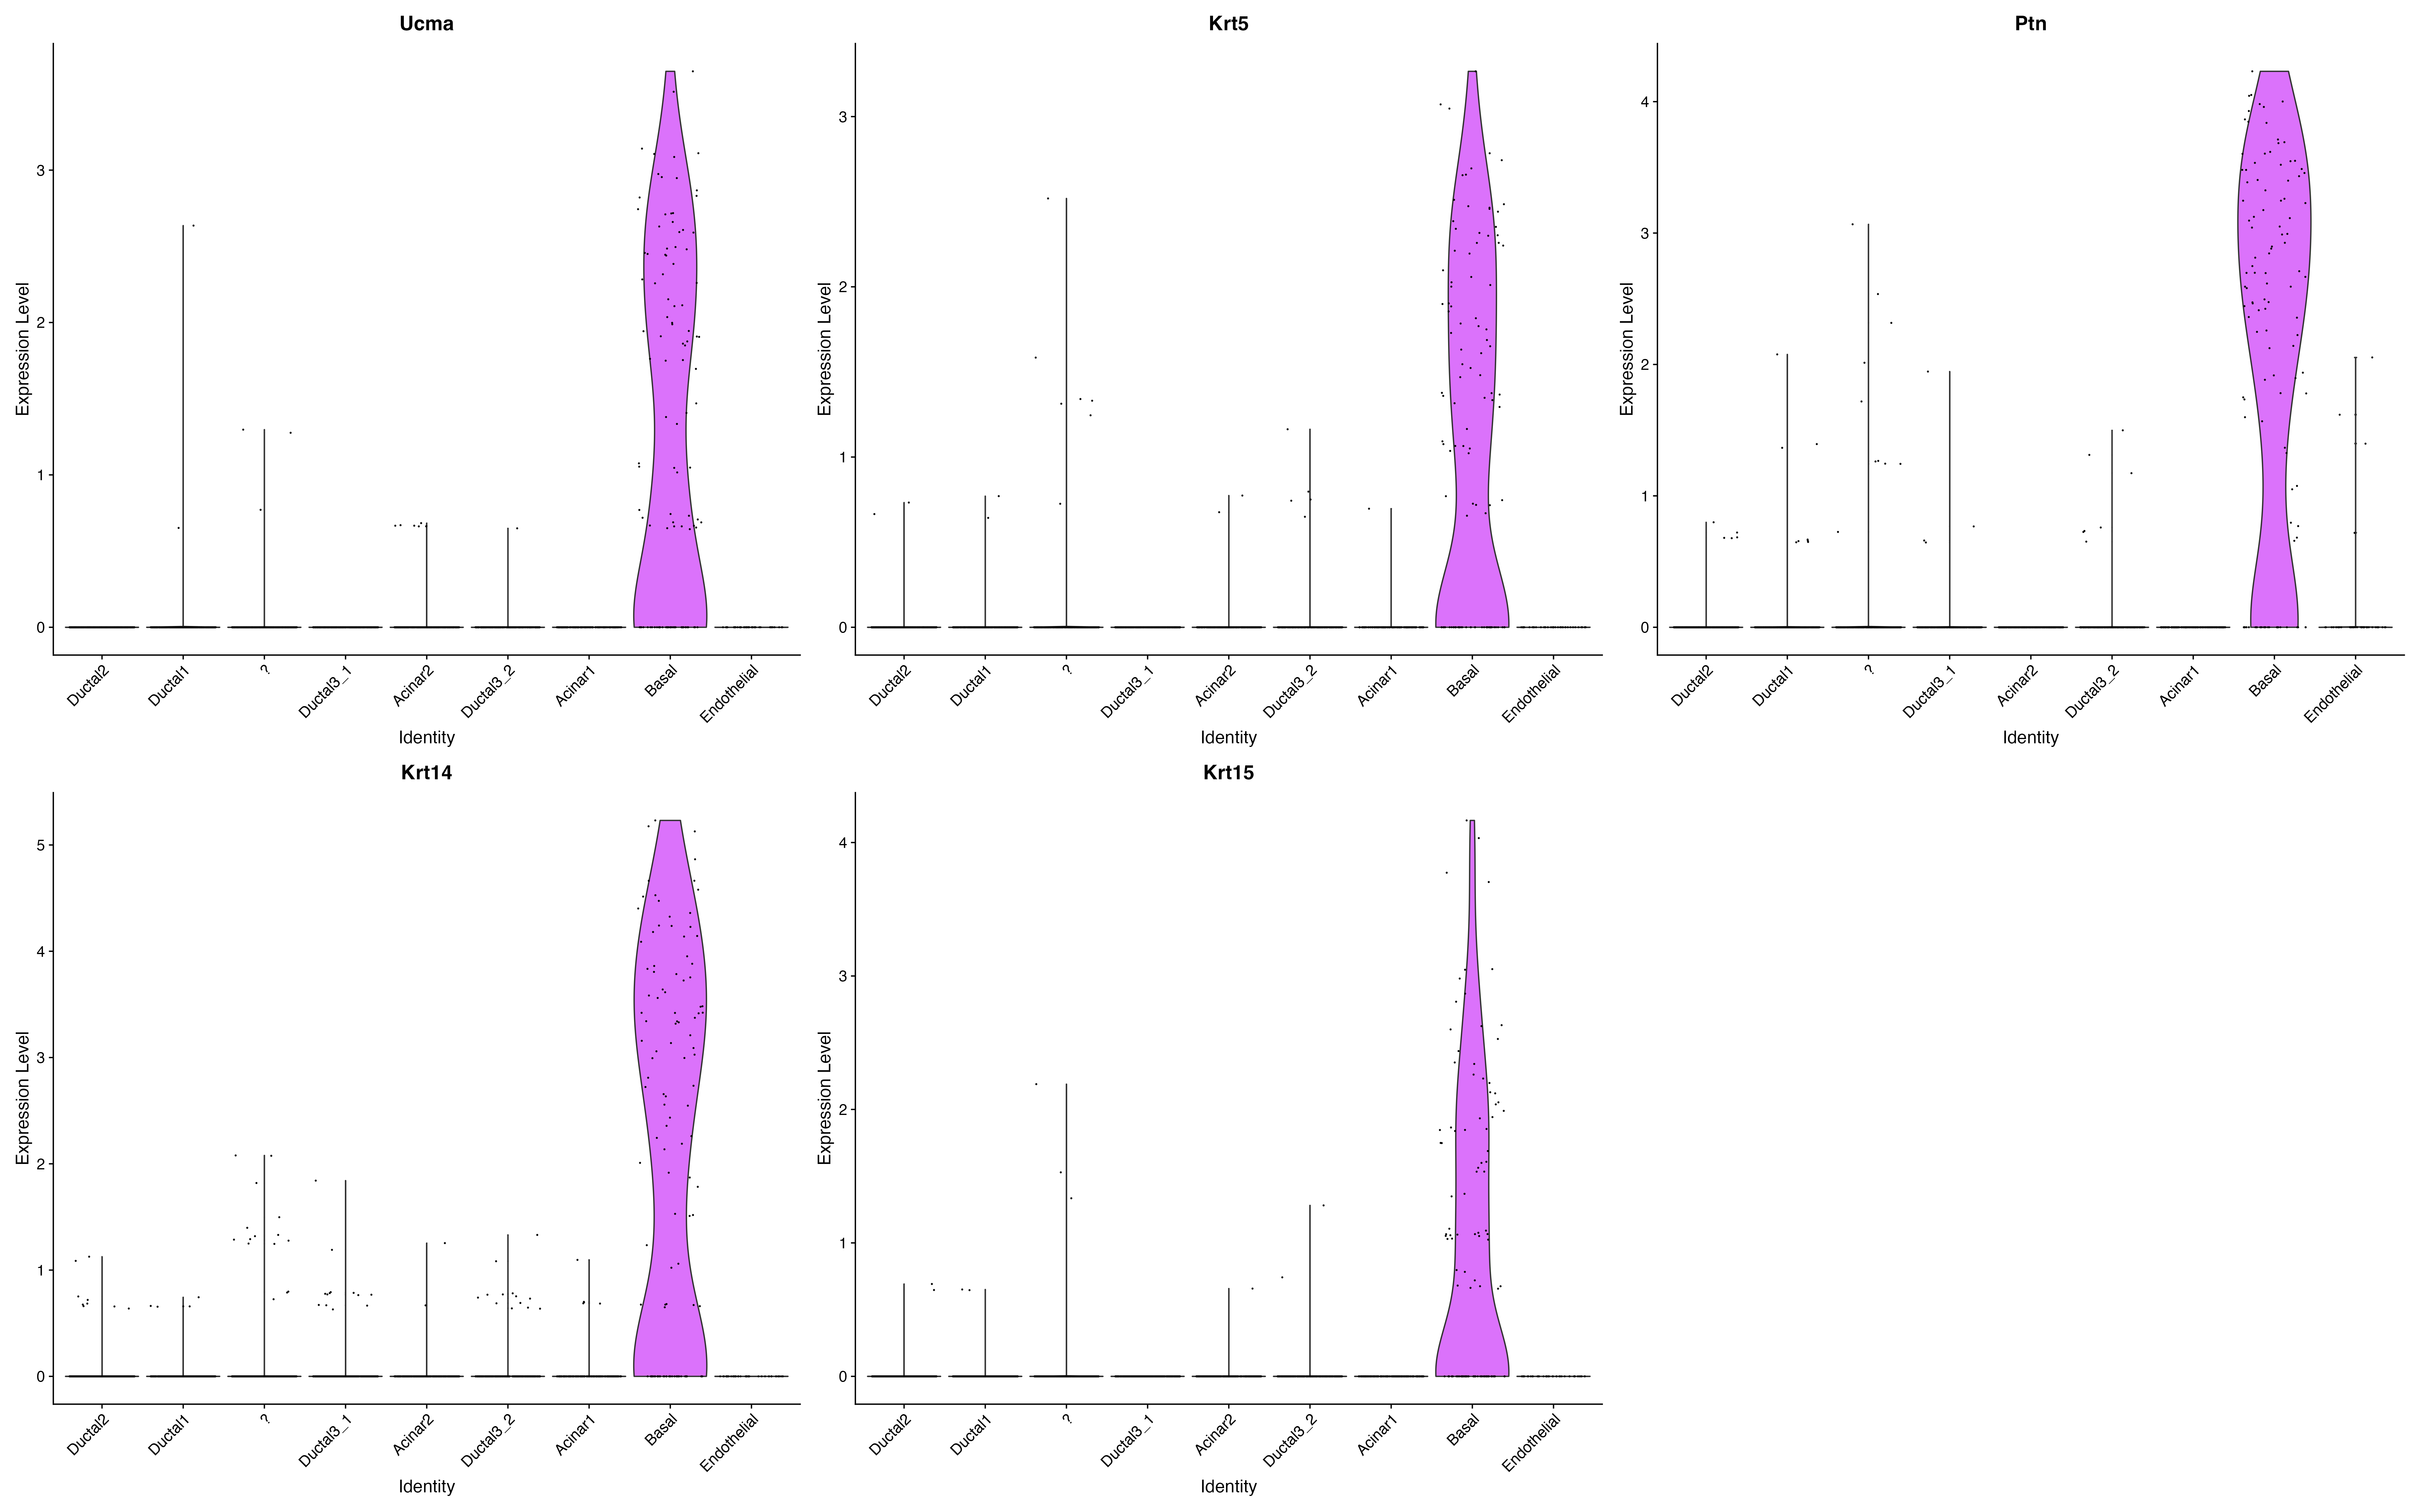 Ucma
Expression Level
3
2
1
0
Ductal2
Ductal1
?
Ductal3_1
Acinar2
Ductal3_2
Acinar1
Basal
Endothelial
Identity
Krt5
Expression Level
3
2
1
0
Ductal2
Ductal1
?
Ductal3_1
Acinar2
Ductal3_2
Acinar1
Basal
Endothelial
Identity
Ptn
Expression Level
4
3
2
1
0
Ductal2
Ductal1
?
Ductal3_1
Acinar2
Ductal3_2
Acinar1
Basal
Endothelial
Identity
Krt14
Expression Level
5
4
3
2
1
0
Ductal2
Ductal1
?
Ductal3_1
Acinar2
Ductal3_2
Acinar1
Basal
Endothelial
Identity
Krt15
Expression Level
4
3
2
1
0
Ductal2
Ductal1
?
Ductal3_1
Acinar2
Ductal3_2
Acinar1
Basal
Endothelial
Identity